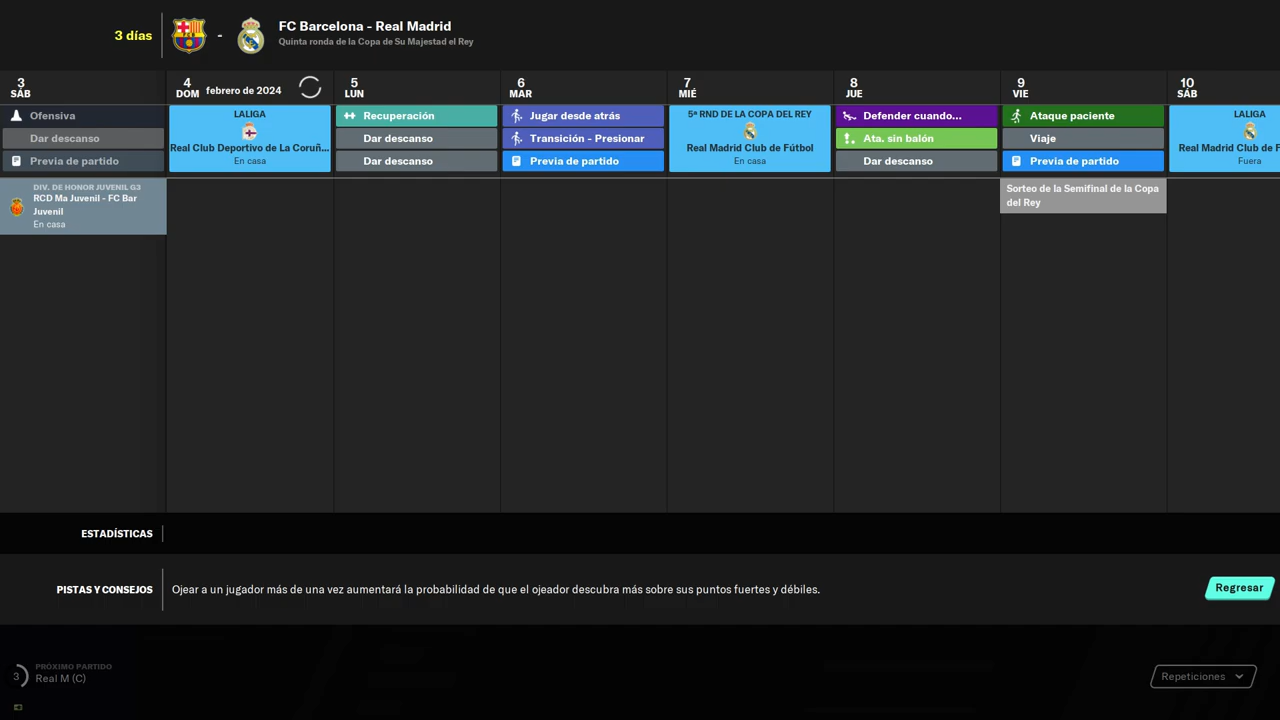 3 días
FC Barcelona - Real Madrid
Quinta ronda de la Copa de Su Majestad el Rey
3
SÁB
4
DOM febrero de 2024
5
LUN
6
MAR
7
MIÉ
8
JUE
9
VIE
10
SÁB
Ofensiva
Dar descanso
Previa de partido
LALIGA
Real Club Deportivo de La Coruñ...
En casa
Recuperación
Dar descanso
Dar descanso
Jugar desde atrás
Transición - Presionar
Previa de partido
5ª RND DE LA COPA DEL REY
Real Madrid Club de Fútbol
En casa
Defender cuando...
Ata. sin balón
Dar descanso
Ataque paciente
Viaje
Previa de partido
LALIGA
Real Madrid Club de F
Fuera
DIV. DE HONOR JUVENIL G3
RCD Ma Juvenil - FC Bar
Juvenil
En casa
Sorteo de la Semifinal de la Copa
del Rey
ESTADÍSTICAS
PISTAS Y CONSEJOS
Ojear a un jugador más de una vez aumentará la probabilidad de que el ojeador descubra más sobre sus puntos fuertes y débiles.
Regresar
3
PRÓXIMO PARTIDO
Real M (C)
Repeticiones